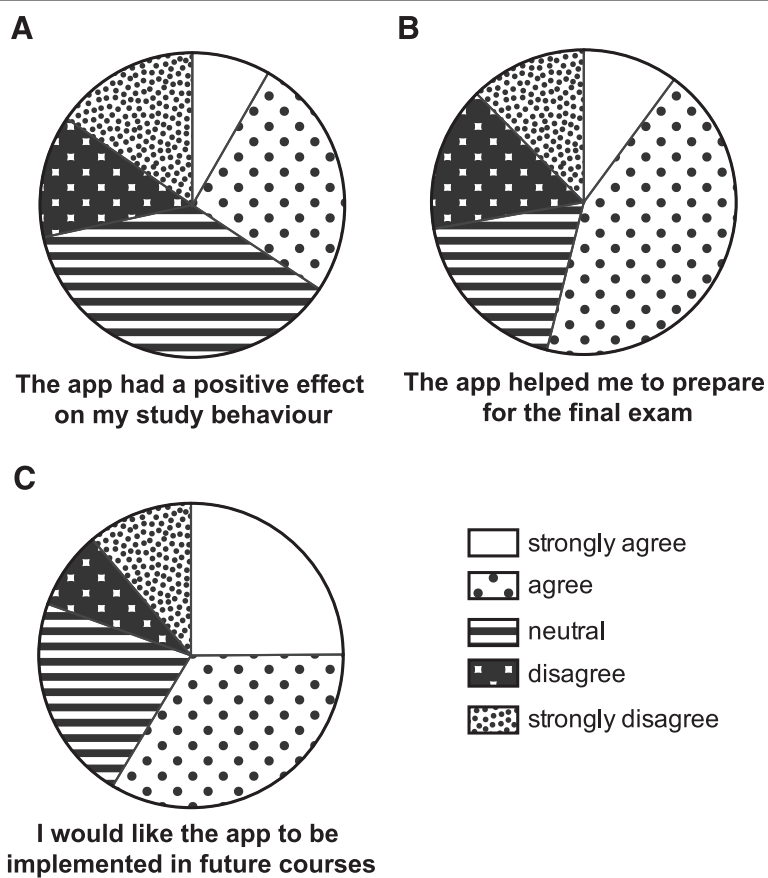 A
B
The app had a positive effect
on my study behaviour
The app helped me to prepare
for the final exam
C
strongly agree
agree
neutral
disagree
strongly disagree
I would like the app to be
implemented in future courses